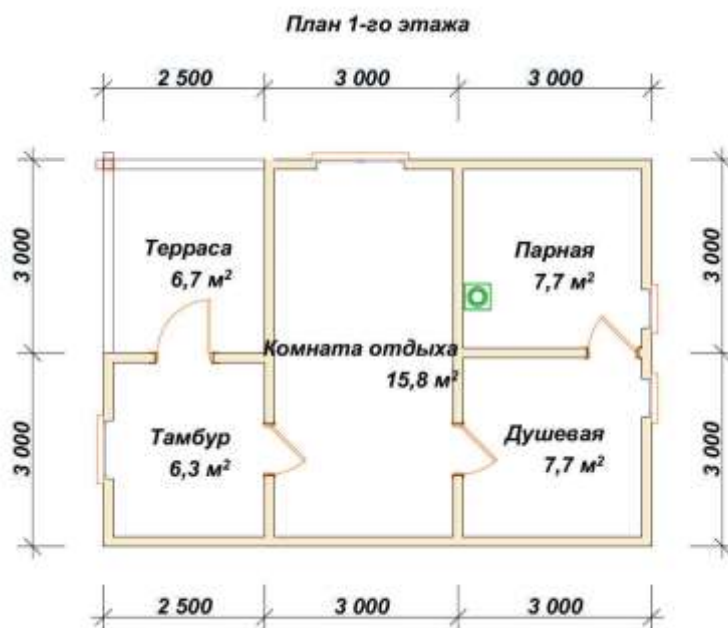 План 1-го этажа
2 500 3 000 3 000
3 000
3 000
Терраса
6,7 м²
Парная
7,7 м²
Комната отдыха
15,8 м²
Тамбур
6,3 м²
Душевая
7,7 м²
3 000
3 000
2 500 3 000 3 000